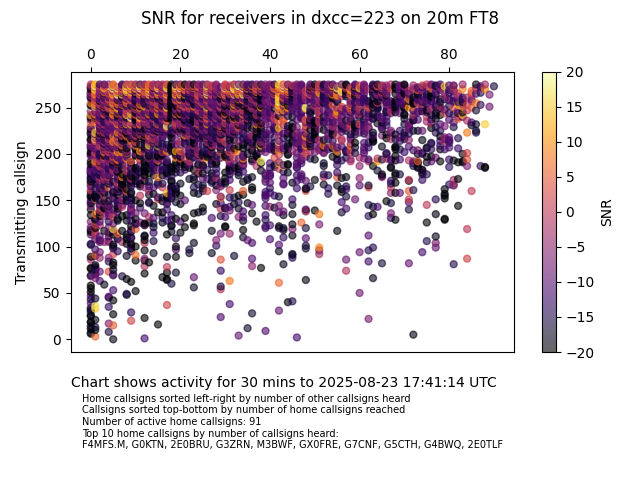 SNR for receivers in dxcc=223 on 20m FT8
0 20 40 60 80
250
200
150
100
50
0
Transmitting callsign
20
15
10
5
0
−5
−10
−15
−20
SNR
Chart shows activity for 30 mins to 2025-08-23 17:41:14 UTC
Home callsigns sorted left-right by number of other callsigns heard
Callsigns sorted top-bottom by number of home callsigns reached
Number of active home callsigns: 91
Top 10 home callsigns by number of callsigns heard:
F4MFS.M, G0KTN, 2E0BRU, G3ZRN, M3BWF, GX0FRE, G7CNF, G5CTH, G4BWQ, 2E0TLF